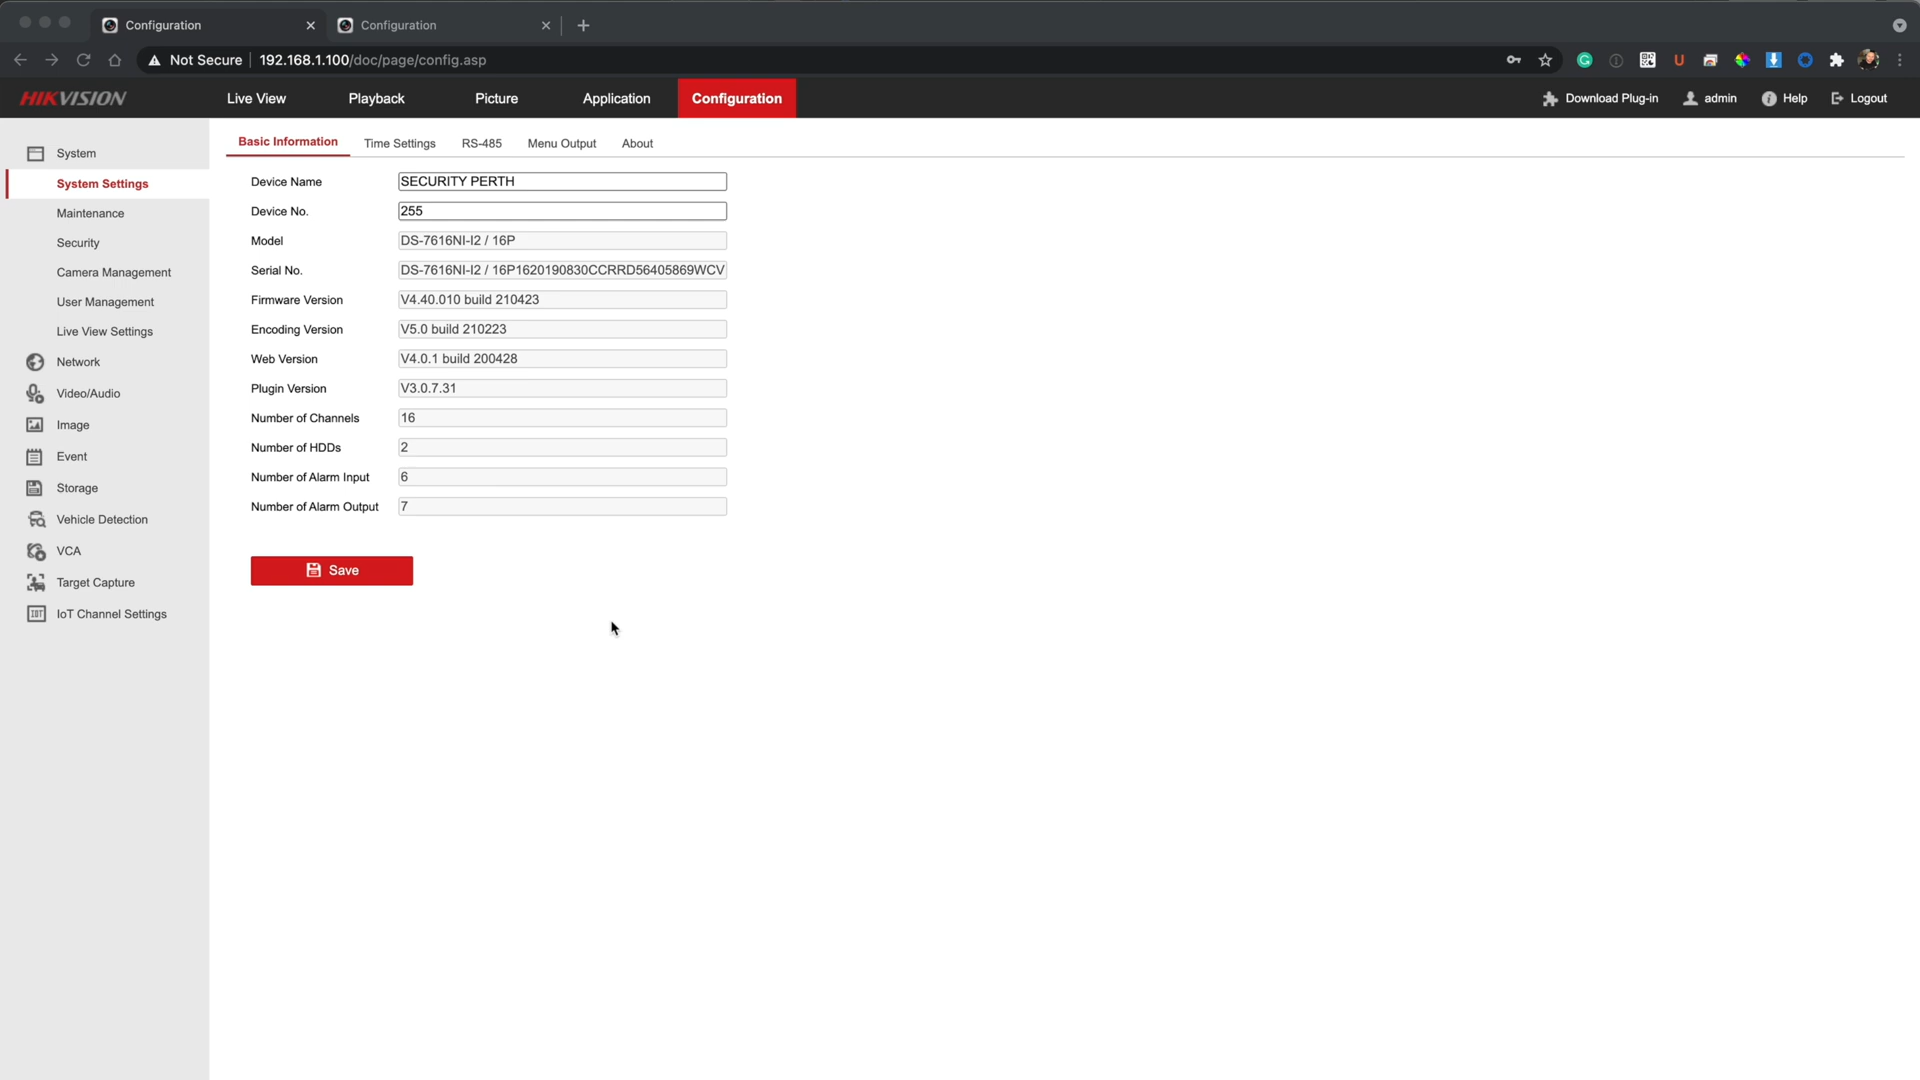 Configuration
Configuration
Not Secure 192.168.1.100/doc/page/config.asp
HIKVISION Live View Playback Picture Application Configuration Download Plug-in admin Help Logout
System
System Settings
Maintenance
Security
Camera Management
User Management
Live View Settings
Network
Video/Audio
Image
Event
Storage
Vehicle Detection
VCA
Target Capture
IoT Channel Settings
Basic Information Time Settings RS-485 Menu Output About
Device Name SECURITY PERTH
Device No. 255
Model DS-7616NI-I2 / 16P
Serial No. DS-7616NI-I2 / 16P1620190830CCRRD56405869WCV
Firmware Version V4.40.010 build 210423
Encoding Version V5.0 build 210223
Web Version V4.0.1 build 200428
Plugin Version V3.0.7.31
Number of Channels 16
Number of HDDs 2
Number of Alarm Input 6
Number of Alarm Output 7
Save